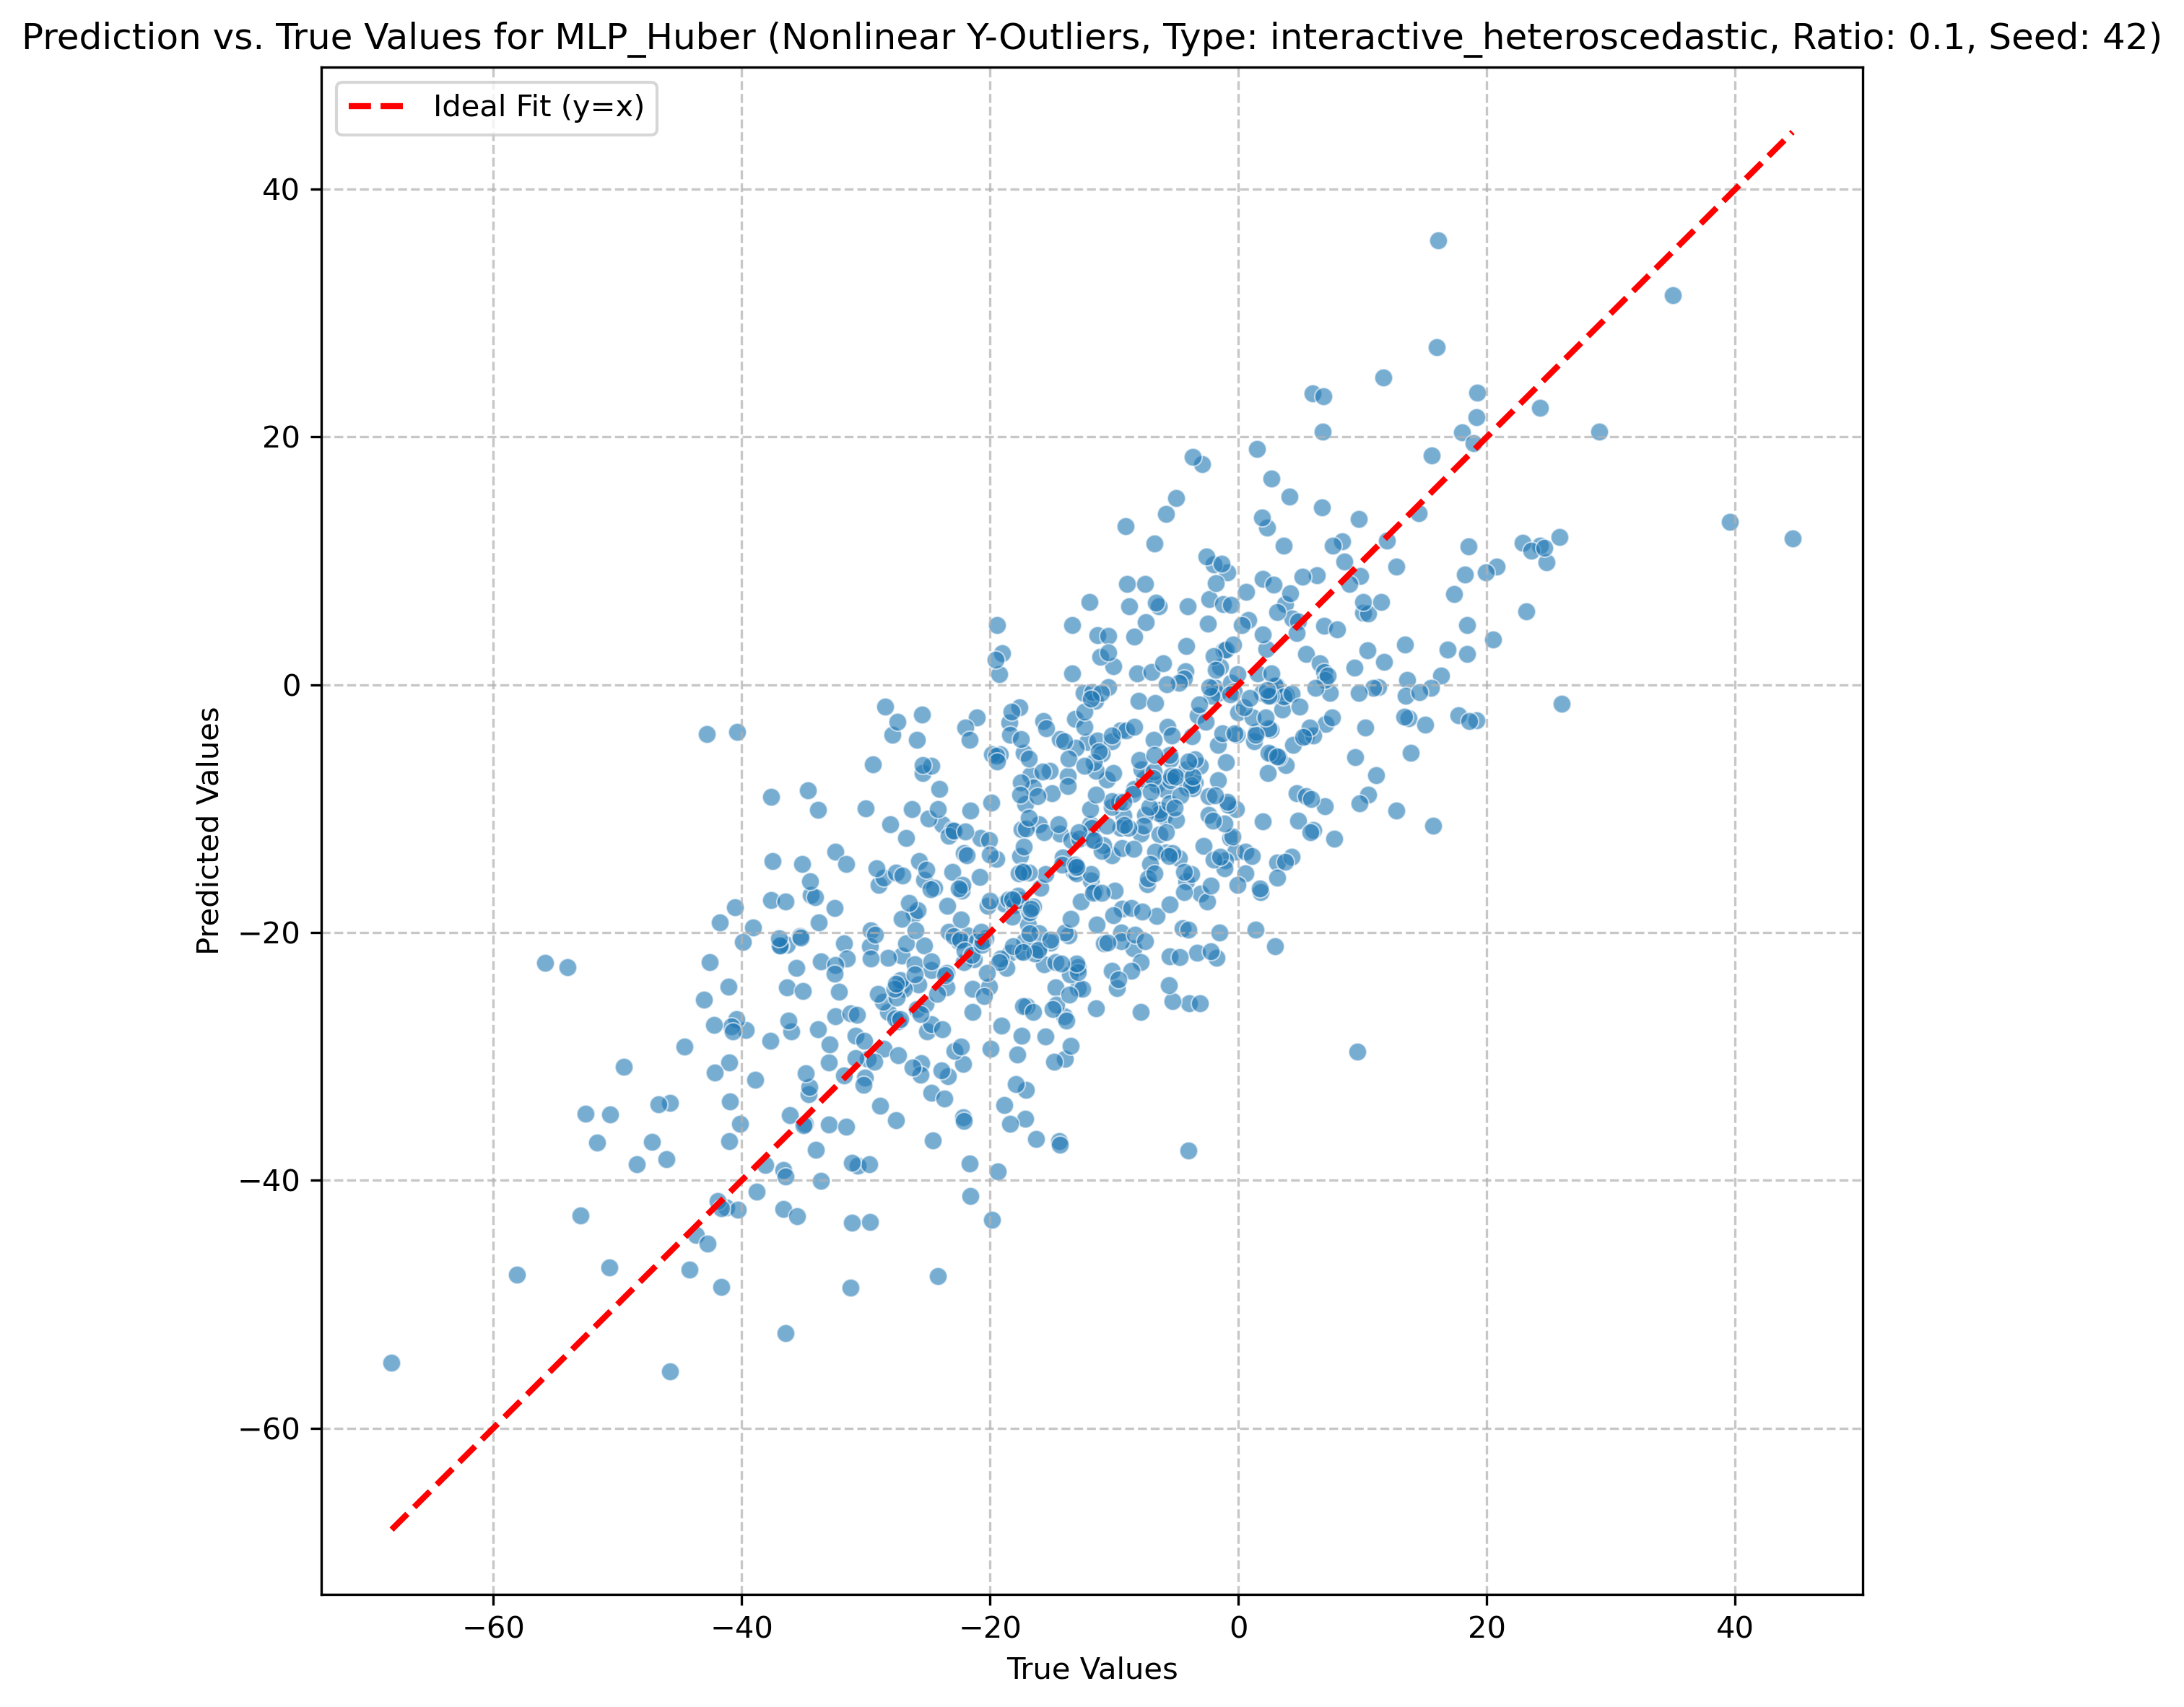 Prediction vs. True Values for MLP_Huber (Nonlinear Y-Outliers, Type: interactive_heteroscedastic, Ratio: 0.1, Seed: 42)
Ideal Fit (y=x)
40
20
0
−20
−40
−60
Predicted Values
−60 −40 −20 0 20 40
True Values